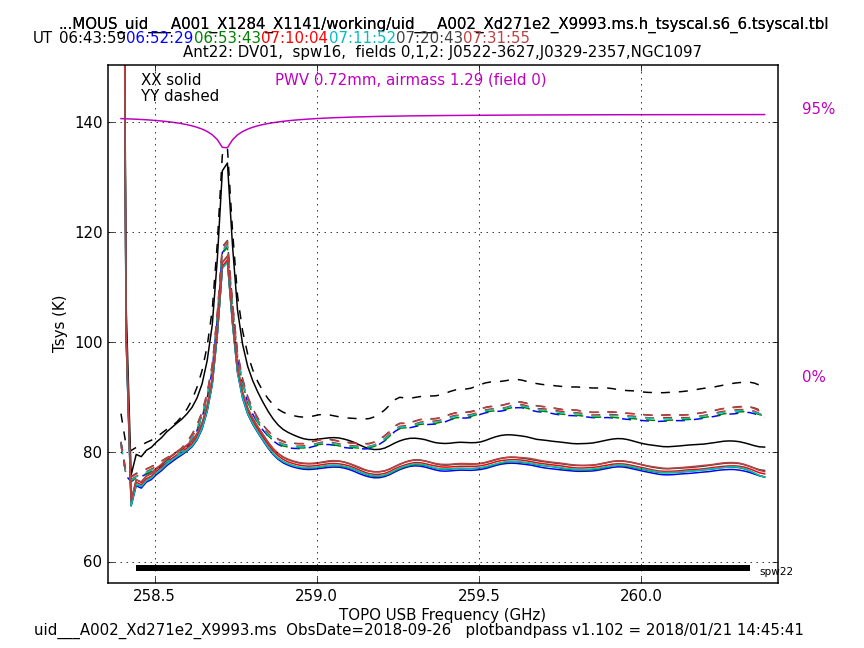 ...MOUS_uid___A001_X1284_X1141/working/uid___A002_Xd271e2_X9993.ms.h_tsyscal.s6_6.tsyscal.tbl
UT 06:43:59 06:52:29 06:53:43 07:10:04 07:11:52 07:20:43 07:31:55
Ant22: DV01,  spw16,  fields 0,1,2: J0522-3627,J0329-2357,NGC1097
XX solid
YY dashed
PWV 0.72mm, airmass 1.29 (field 0)
95%
0%
140
120
100
80
60
Tsys (K)
spw22
258.5 259.0 259.5 260.0
TOPO USB Frequency (GHz)
uid___A002_Xd271e2_X9993.ms  ObsDate=2018-09-26   plotbandpass v1.102 = 2018/01/21 14:45:41